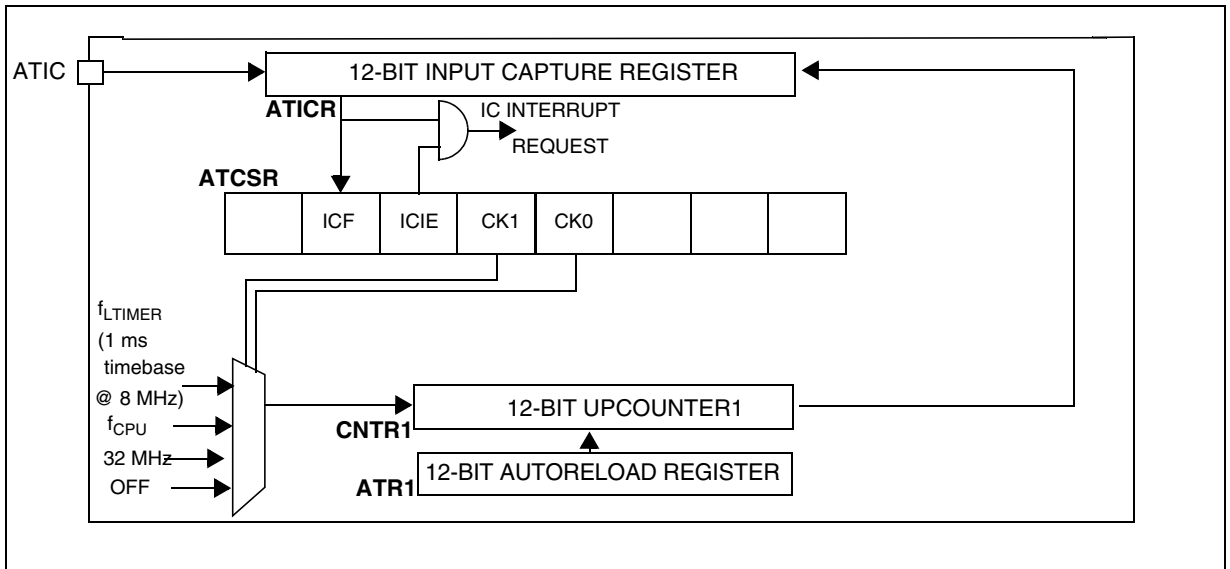 ATIC
12-BIT INPUT CAPTURE REGISTER
ATICR
IC INTERRUPT
REQUEST
ATCSR
ICF
ICIE
CK1
CK0
fLTIMER
(1 ms
timebase
@ 8 MHz)
fCPU
32 MHz
OFF
12-BIT UPCOUNTER1
CNTR1
12-BIT AUTORELOAD REGISTER
ATR1